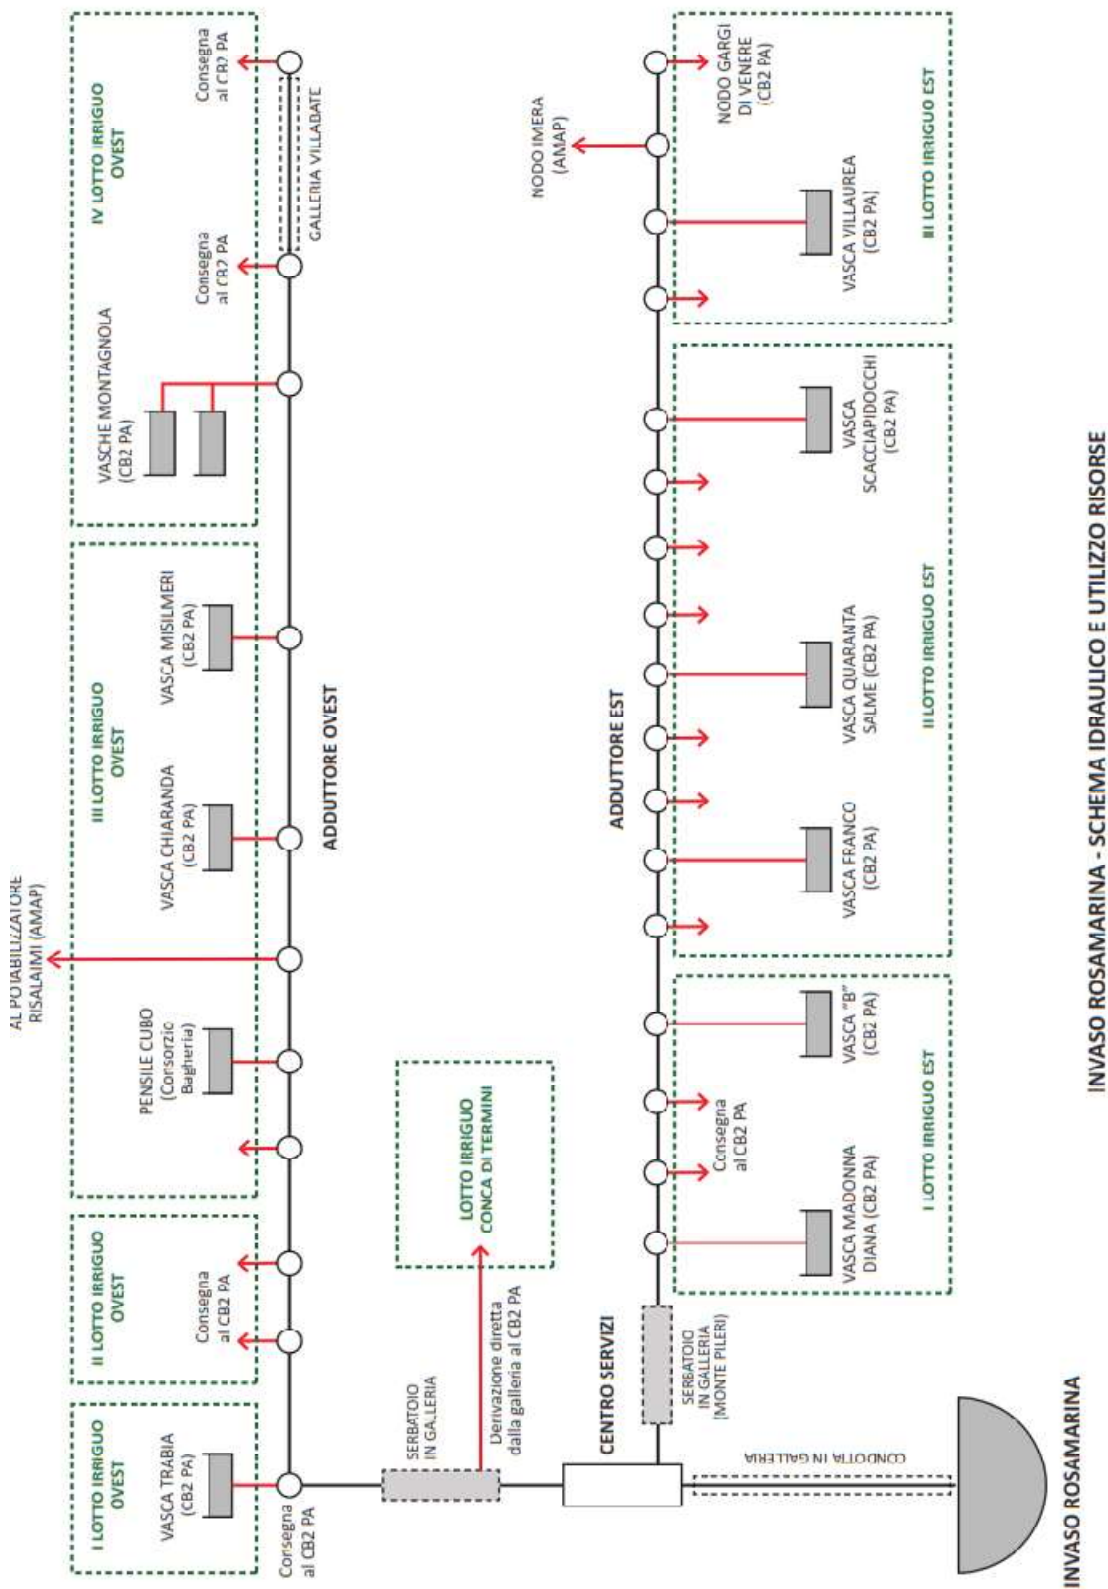 I LOTTO IRRIGUO
OVEST
VASCA TRABIA
(CB2 PA)
Consegna
al CB2 PA
II LOTTO IRRIGUO
OVEST
Consegna
al CB2 PA
III LOTTO IRRIGUO
OVEST
PENSILE CUBO
(Consorzio
Bagheria)
AL POTABILIZZATORE
RISALAIMI (AMAP)
VASCA CHIARANDA
(CB2 PA)
VASCA MISILMERI
(CB2 PA)
IV LOTTO IRRIGUO
OVEST
VASCHE MONTAGNOLA
(CB2 PA)
Consegna
al CB2 PA
Consegna
al CB2 PA
GALLERIA VILLABATE
ADDUTTORE OVEST
SERBATOIO
IN GALLERIA
Derivazione diretta
dalla galleria al CB2 PA
LOTTO IRRIGUO
CONCA DI TERMINI
CENTRO SERVIZI
ADDUTTORE EST
NODO IMERA
(AMAP)
SERBATOIO
IN GALLERIA
(MONTE PILERI)
CONDOTTA IN GALLERIA
Consegna
al CB2 PA
VASCA MADONNA
DIANA (CB2 PA)
VASCA "B"
(CB2 PA)
I LOTTO IRRIGUO EST
VASCA FRANCO
(CB2 PA)
VASCA QUARANTA
SALME (CB2 PA)
VASCA
SCACCIAPIDOCCHI
(CB2 PA)
II LOTTO IRRIGUO EST
VASCA VILLAUREA
(CB2 PA)
NODO GARGI
DI VENERE
(CB2 PA)
III LOTTO IRRIGUO EST
INVASO ROSAMARINA
INVASO ROSAMARINA - SCHEMA IDRAULICO E UTILIZZO RISORSE